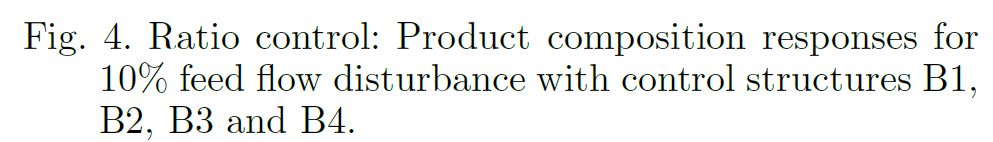 Fig. 4. Ratio control: Product composition responses for
10% feed flow disturbance with control structures B1,
B2, B3 and B4.